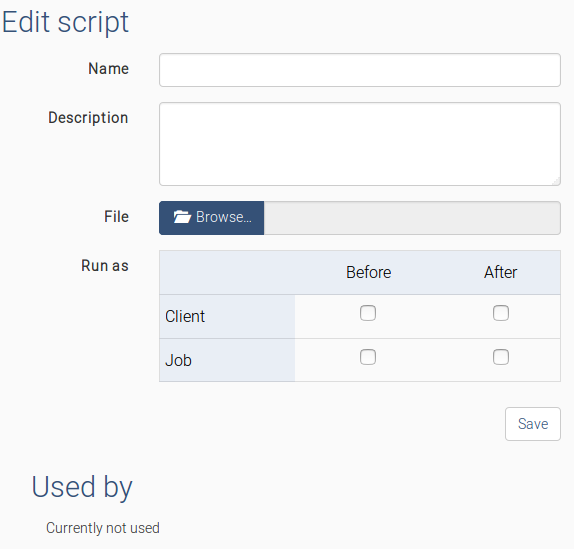 Edit script
Name
Description
File
Browse...
Run as
Before After
Client
Job
Save
Used by
Currently not used